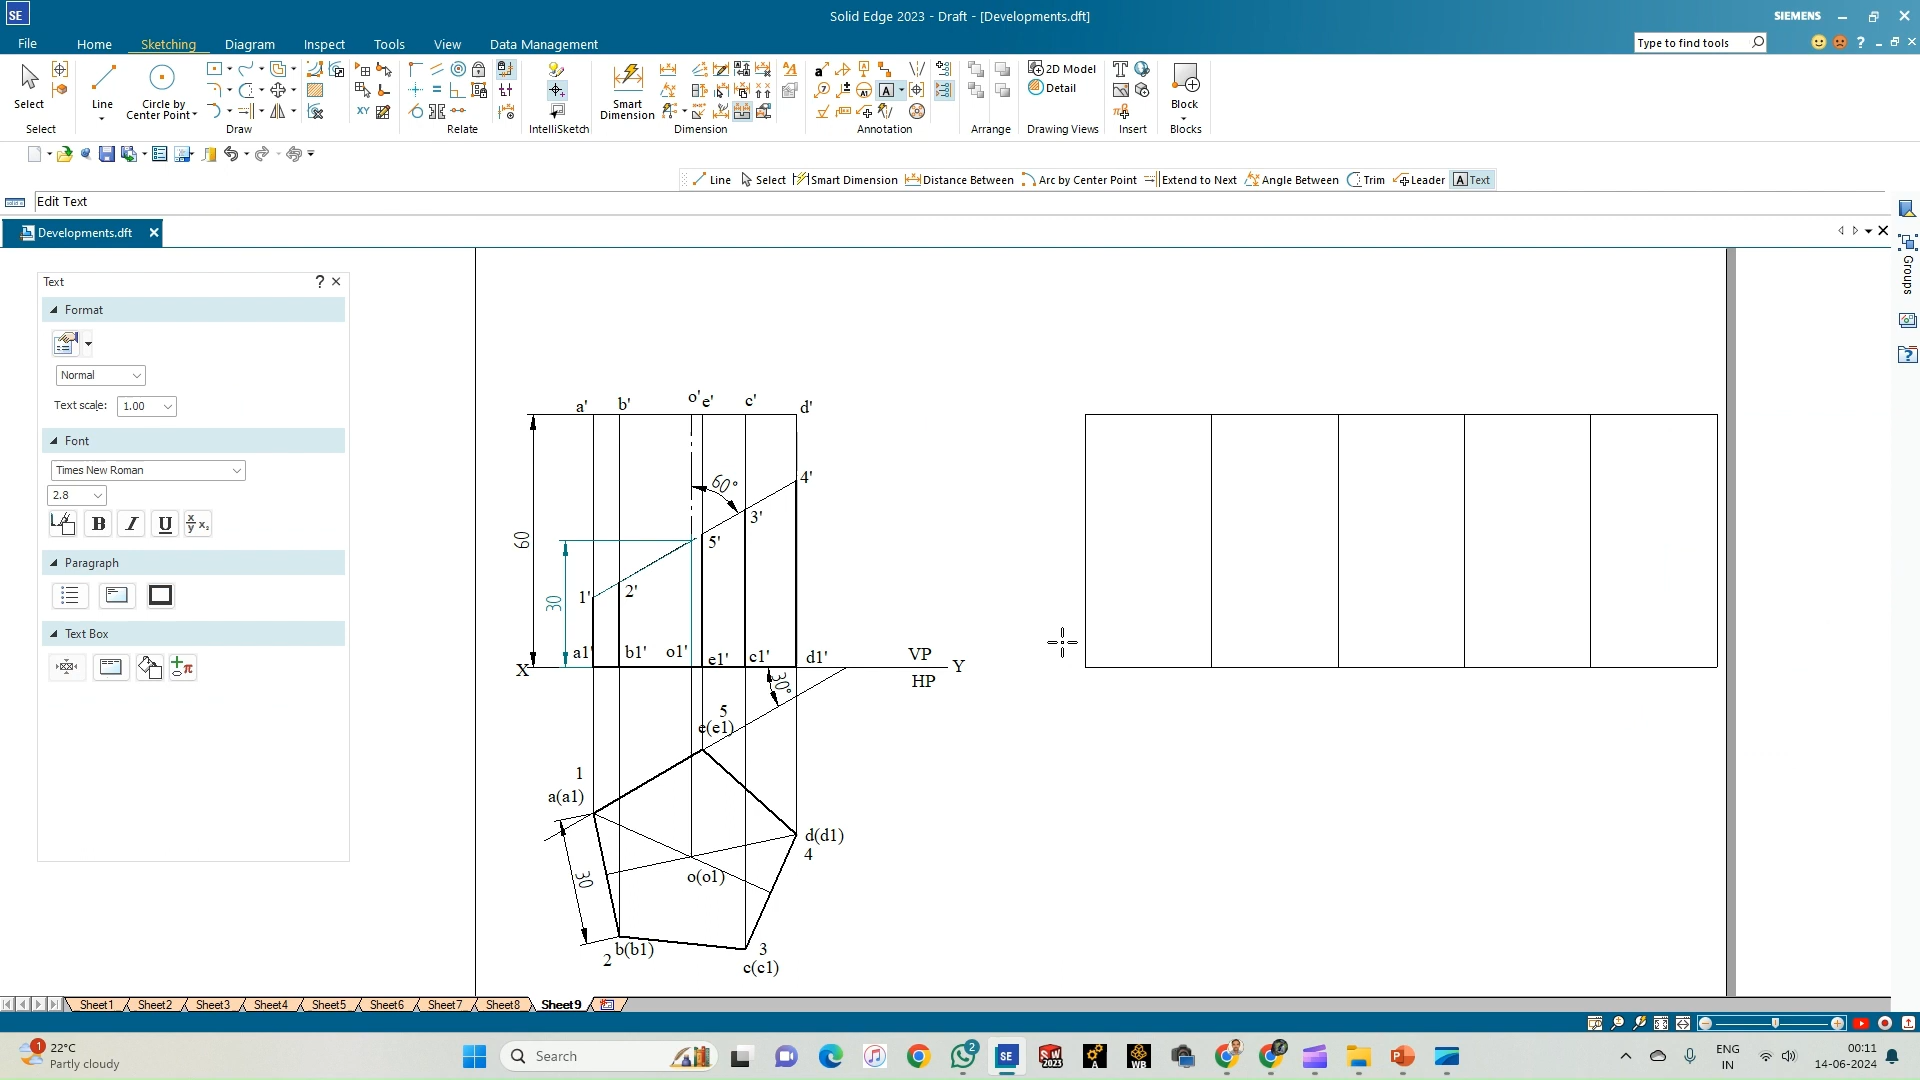 SE
Solid Edge 2023 - Draft - [Developments.dft]
SIEMENS
File
Home
Sketching
Diagram
Inspect
Tools
View
Data Management
Type to find tools
Select
Line
Circle by
Center Point
Smart
Dimension
2D Model
Detail
Block
Select
Draw
Relate
IntelliSketch
Dimension
Annotation
Arrange
Drawing Views
Insert
Blocks
Line
Select
Smart Dimension
Distance Between
Arc by Center Point
Extend to Next
Angle Between
Trim
Leader
Text
Edit Text
Developments.dft
Groups
Text
Format
Normal
Text scale:
1.00
Font
Times New Roman
2.8
B
I
U
Paragraph
Text Box
a'
b'
o'
e'
c'
d'
4'
60°
3'
60
5'
1'
2'
30
a1'
b1'
o1'
e1'
c1'
d1'
VP
X
Y
HP
30°
5
e(e1)
1
a(a1)
d(d1)
4
30
o(o1)
b(b1)
2
3
c(c1)
Sheet1
Sheet2
Sheet3
Sheet4
Sheet5
Sheet6
Sheet7
Sheet8
Sheet9
1
22°C
Partly cloudy
Search
2
SE
ENG
IN
00:11
14-06-2024